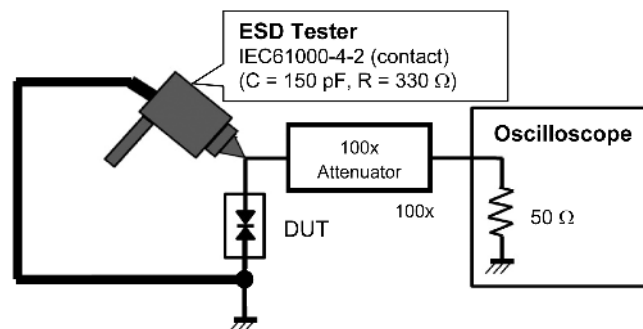 ESD Tester
IEC61000-4-2 (contact)
(C = 150 pF, R = 330 Ω)
Oscilloscope
100x
Attenuator
100x
50 Ω
DUT